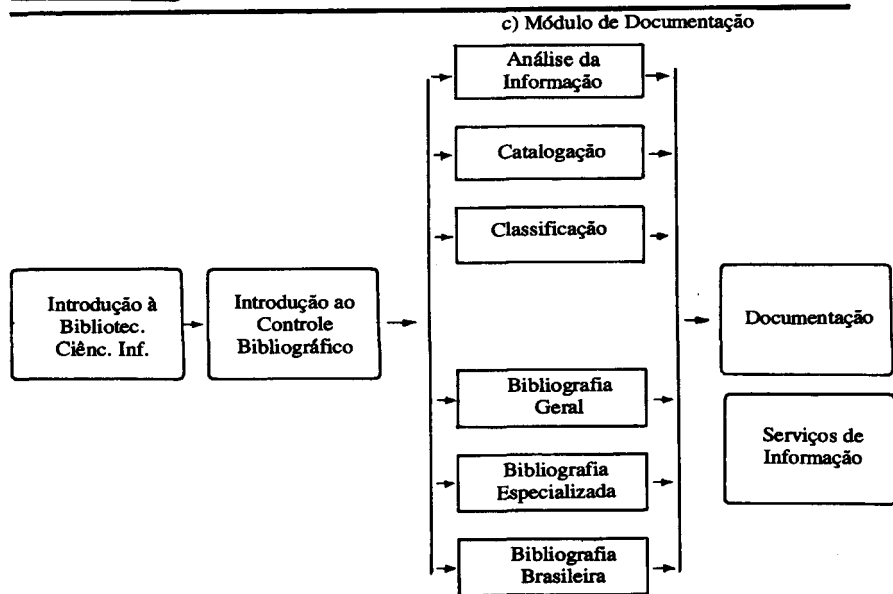 c) Módulo de Documentação
Análise da
Informação
Catalogação
Classificação
Introdução à
Bibliotec.
Ciênc. Inf.
Introdução ao
Controle
Bibliográfico
Documentação
Bibliografia
Geral
Serviços de
Informação
Bibliografia
Especializada
Bibliografia
Brasileira